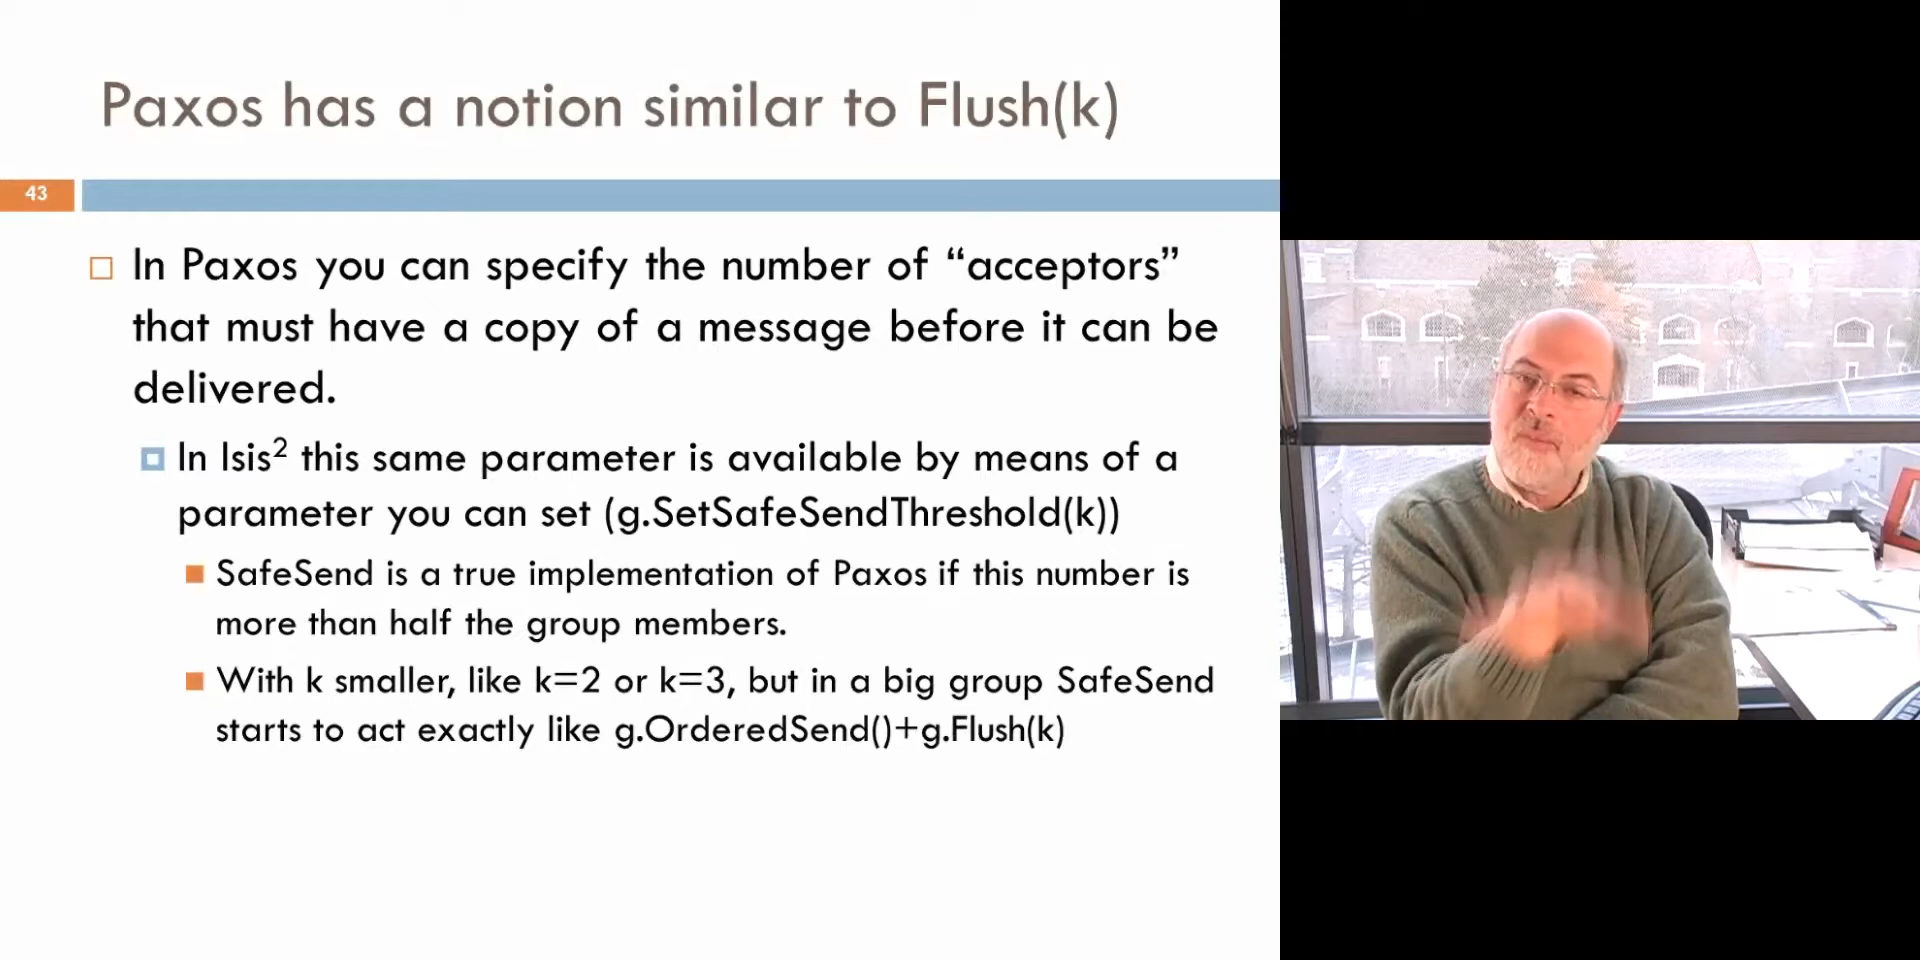 Paxos has a notion similar to Flush(k)
43
In Paxos you can specify the number of “acceptors”
that must have a copy of a message before it can be
delivered.
In Isis² this same parameter is available by means of a
parameter you can set (g.SetSafeSendThreshold(k))
SafeSend is a true implementation of Paxos if this number is
more than half the group members.
With k smaller, like k=2 or k=3, but in a big group SafeSend
starts to act exactly like g.OrderedSend()+g.Flush(k)